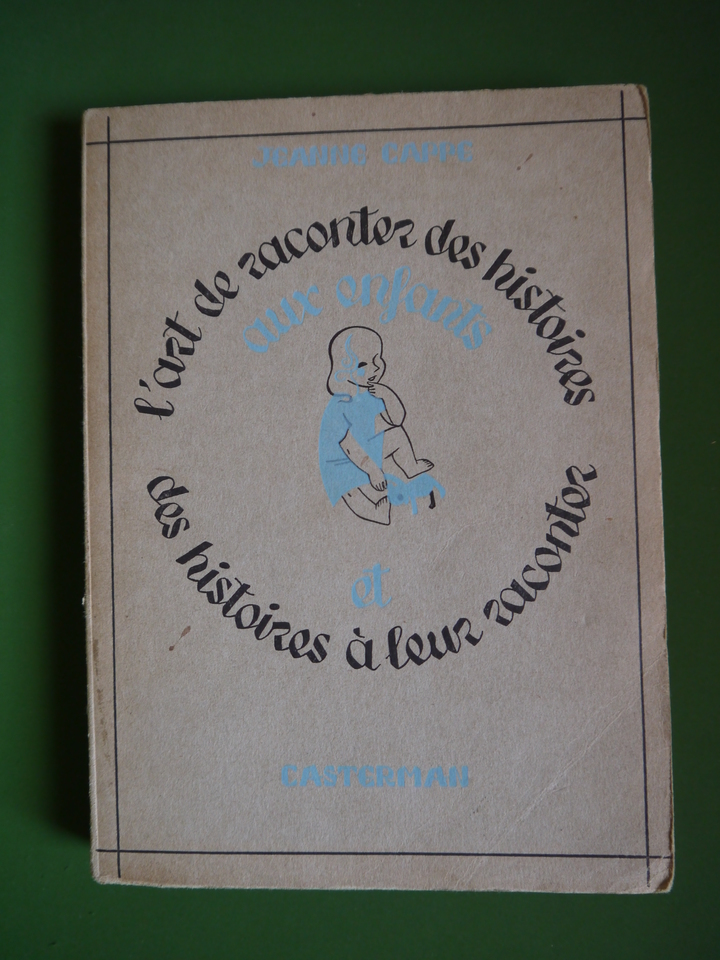 JEANNE CAPPE
l'art de raconter des histoires
aux enfants
et
des histoires à leur raconter
CASTERMAN